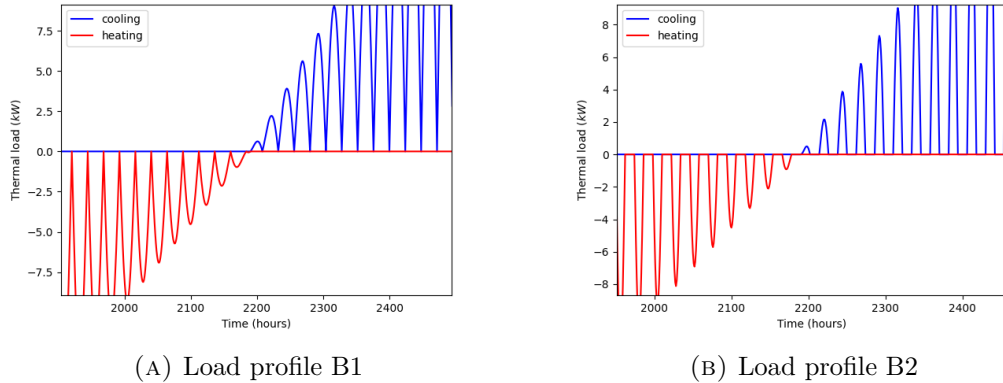 cooling
heating
7.5
5.0
2.5
0.0
−2.5
−5.0
−7.5
Thermal load (kW)
2000
2100
2200
2300
2400
Time (hours)
(A) Load profile B1
cooling
heating
8
6
4
2
0
−2
−4
−6
−8
Thermal load (kW)
2000
2100
2200
2300
2400
Time (hours)
(B) Load profile B2